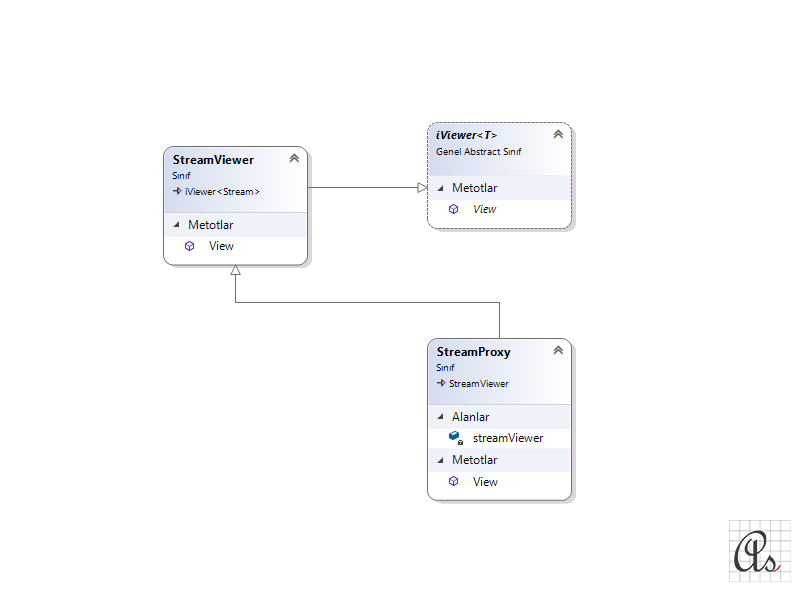 StreamViewer
Sınıf
iViewer<Stream>
Metotlar
View
iViewer<T>
Genel Abstract Sınıf
Metotlar
View
StreamProxy
Sınıf
StreamViewer
Alanlar
streamViewer
Metotlar
View